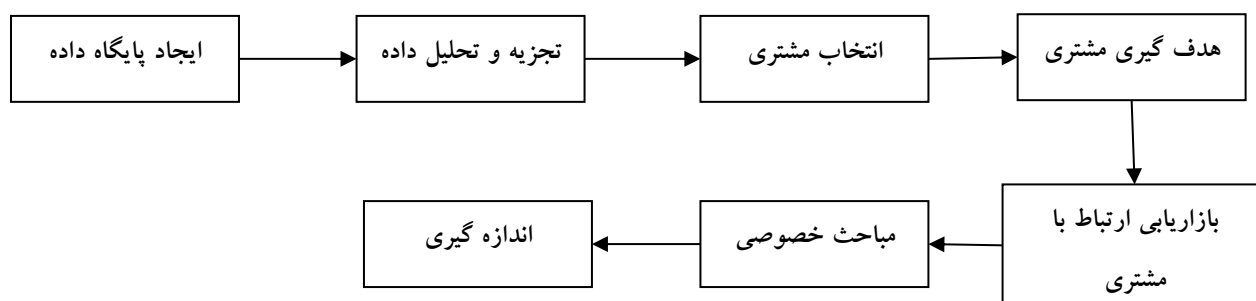 ایجاد پایگاه داده
تجزیه و تحلیل داده
انتخاب مشتری
هدف گیری مشتری
بازاریابی ارتباط با
مشتری
مباحث خصوصی
اندازه گیری